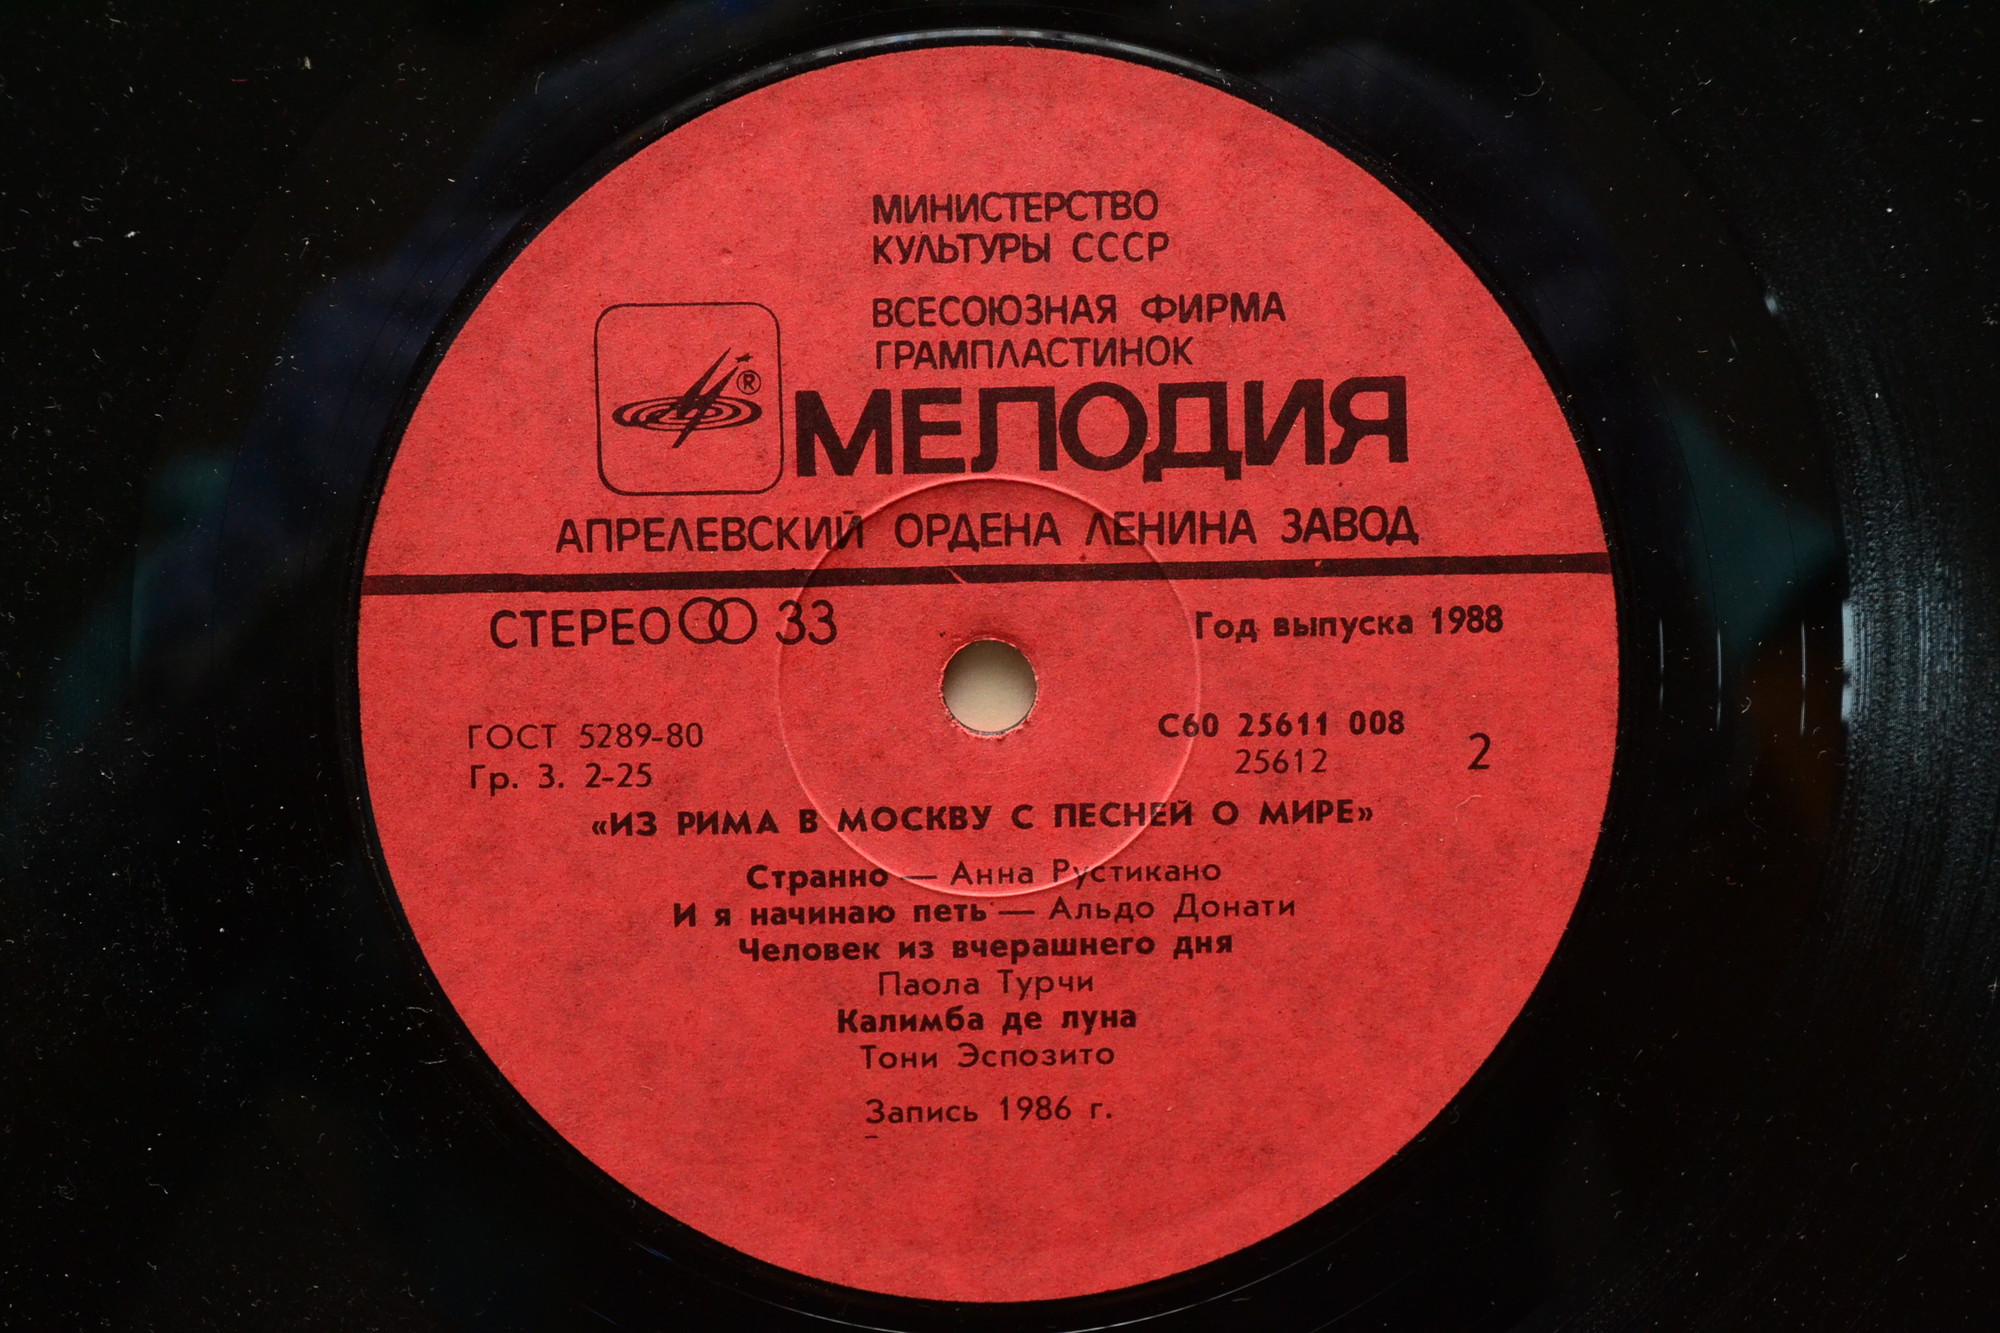 МИНИСТЕРСТВО
КУЛЬТУРЫ СССР
ВСЕСОЮЗНАЯ ФИРМА
ГРАМПЛАСТИНОК
®
МЕЛОДИЯ
АПРЕЛЕВСКИЙ ОРДЕНА ЛЕНИНА ЗАВОД
СТЕРЕО 33
Год выпуска 1988
ГОСТ 5289-80
С60 25611 008
Гр. 3. 2-25
25612
2
«ИЗ РИМА В МОСКВУ С ПЕСНЕЙ О МИРЕ»
Странно — Анна Рустикано
И я начинаю петь — Альдо Донати
Человек из вчерашнего дня
Паола Турчи
Калимба де луна
Тони Эспозито
Запись 1986 г.